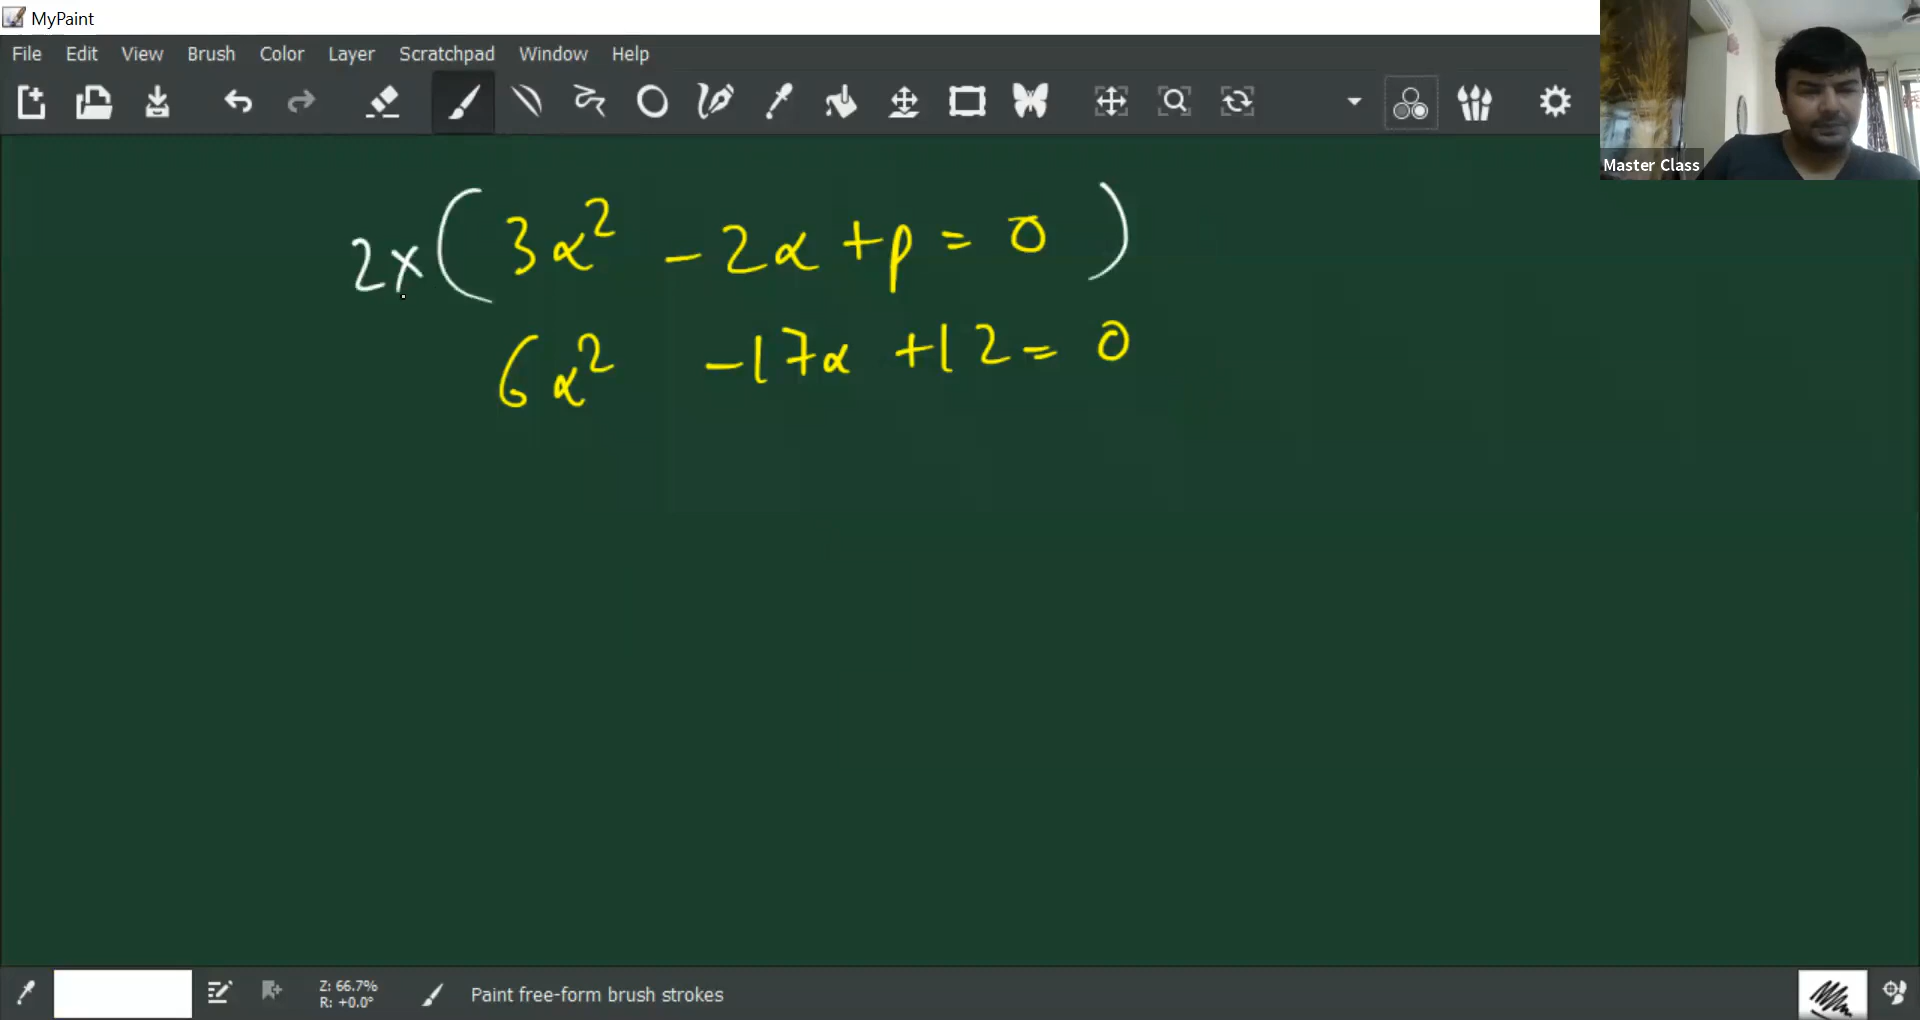 MyPaint
File Edit View Brush Color Layer Scratchpad Window Help
Master Class
2×( 3α² - 2α + p = 0 )
6α² -17α +12 = 0
Z: 66.7%
R: +0.0°
Paint free-form brush strokes